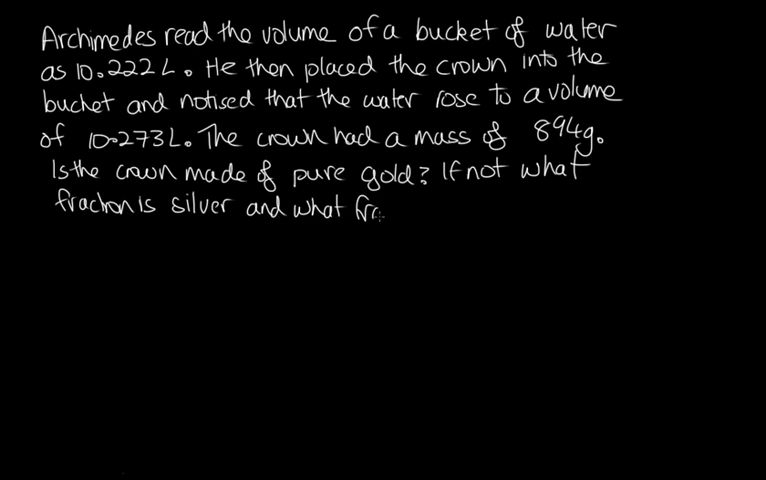 Archimedes read the volume of a bucket of water
as 10.222L. He then placed the crown into the
bucket and notised that the water rose to a volume
of 10.273L. The crown had a mass of 894g.
Is the crown made of pure gold? If not what
fraction is silver and what fra